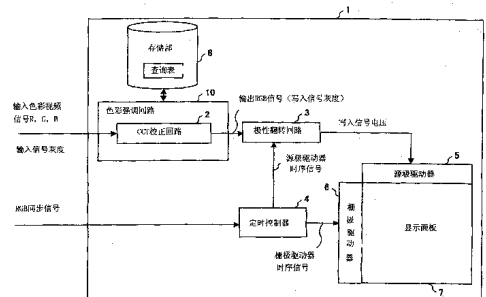 1
存储部
查询表
8
色彩强调回路
10
输入色彩视频
信号R, G, B
2
CCT校正回路
输出RGB信号（写入信号灰度）
3
极性翻转回路
写入信号电压
输入信号灰度
源极驱动器
时序信号
5
源极驱动器
6
RGB同步信号
4
定时控制器
栅极驱动器
显示面板
栅极驱动器
时序信号
7